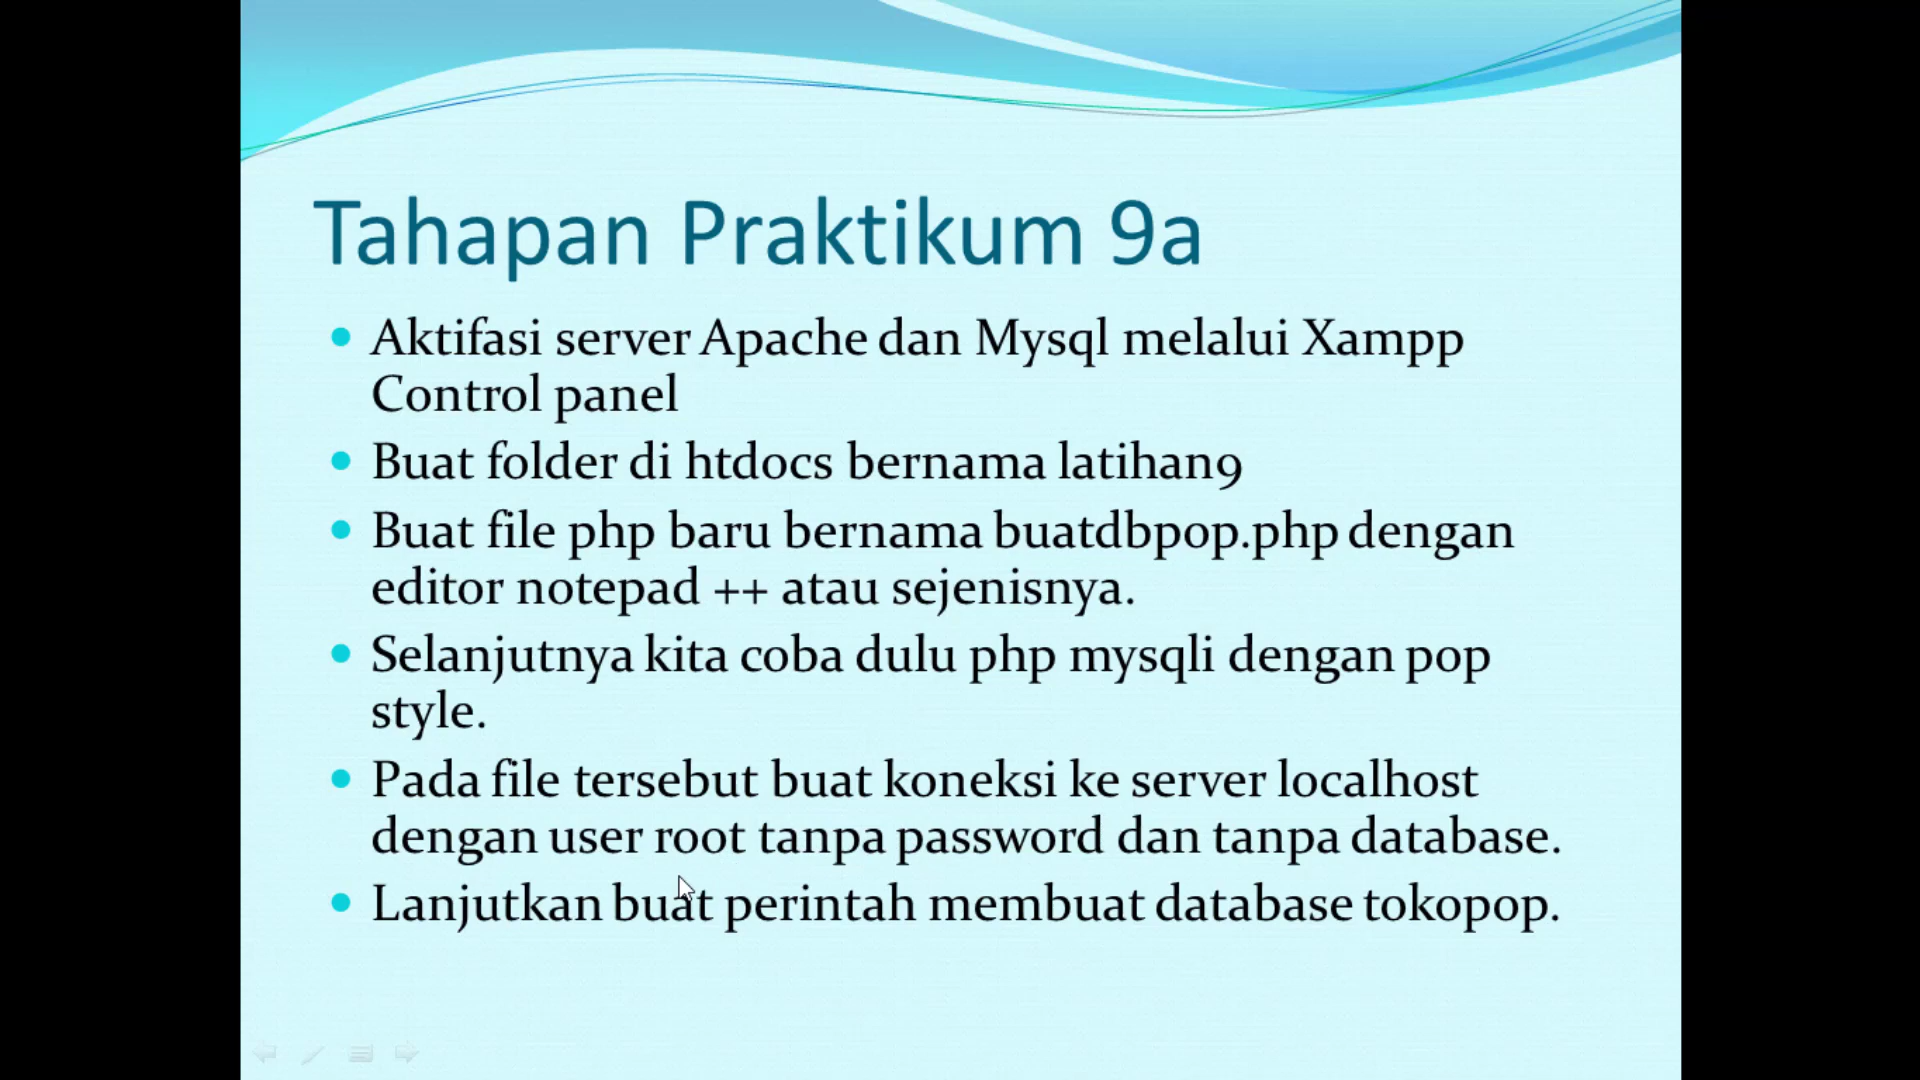 Tahapan Praktikum 9a
• Aktifasi server Apache dan Mysql melalui Xampp
Control panel
• Buat folder di htdocs bernama latihan9
• Buat file php baru bernama buatdbpop.php dengan
editor notepad ++ atau sejenisnya.
• Selanjutnya kita coba dulu php mysqli dengan pop
style.
• Pada file tersebut buat koneksi ke server localhost
dengan user root tanpa password dan tanpa database.
• Lanjutkan buat perintah membuat database tokopop.